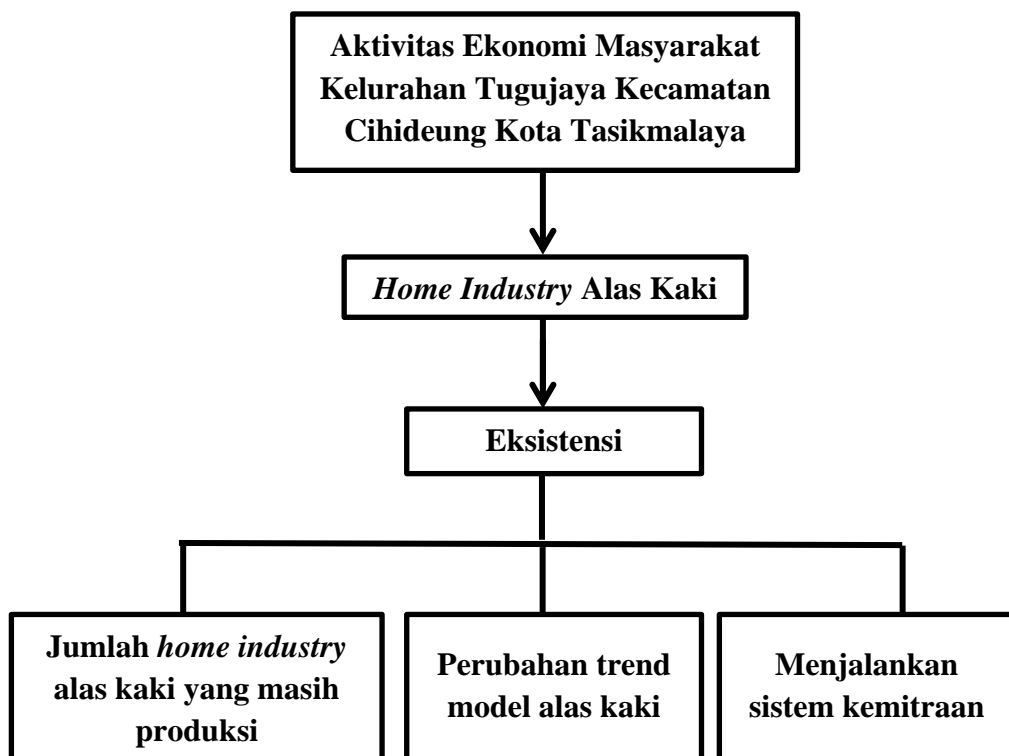 Aktivitas Ekonomi Masyarakat
Kelurahan Tugujaya Kecamatan
Cihideung Kota Tasikmalaya
Home Industry Alas Kaki
Eksistensi
Jumlah home industry
alas kaki yang masih
produksi
Perubahan trend
model alas kaki
Menjalankan
sistem kemitraan